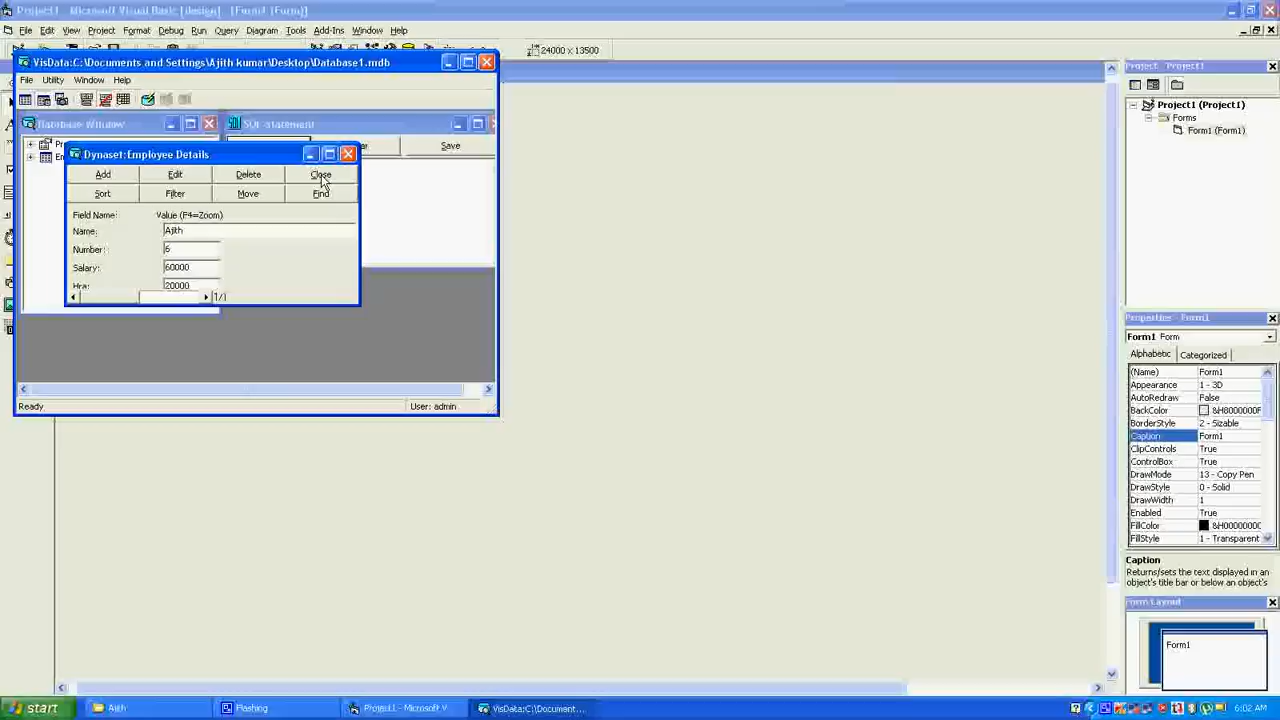 Project1 - Microsoft Visual Basic [design] - [Form1 (Form)]
File Edit View Project Format Debug Run Query Diagram Tools Add-Ins Window Help
24000 x 13500
VisData:C:\Documents and Settings\Ajith kumar\Desktop\Database1.mdb
File Utility Window Help
Database Window
SQL Statement
Save
Dynaset:Employee Details
Add Edit Delete Close
Sort Filter Move Find
Field Name: Value (F4=Zoom)
Name: Ajith
Number: 6
Salary: 60000
Hra: 20000
1/1
Ready
User: admin
Project - Project1
Project1 (Project1)
Forms
Form1 (Form1)
Properties - Form1
Form1 Form
Alphabetic Categorized
(Name) Form1
Appearance 1 - 3D
AutoRedraw False
BackColor &H8000000F
BorderStyle 2 - Sizable
Caption Form1
ClipControls True
ControlBox True
DrawMode 13 - Copy Pen
DrawStyle 0 - Solid
DrawWidth 1
Enabled True
FillColor &H0000000
FillStyle 1 - Transparent
Caption
Returns/sets the text displayed in an
object's title bar or below an object's
Form Layout
Form1
start
Ajith
Flashing
Project1 - Microsoft V...
VisData:C:\Document...
6:02 AM